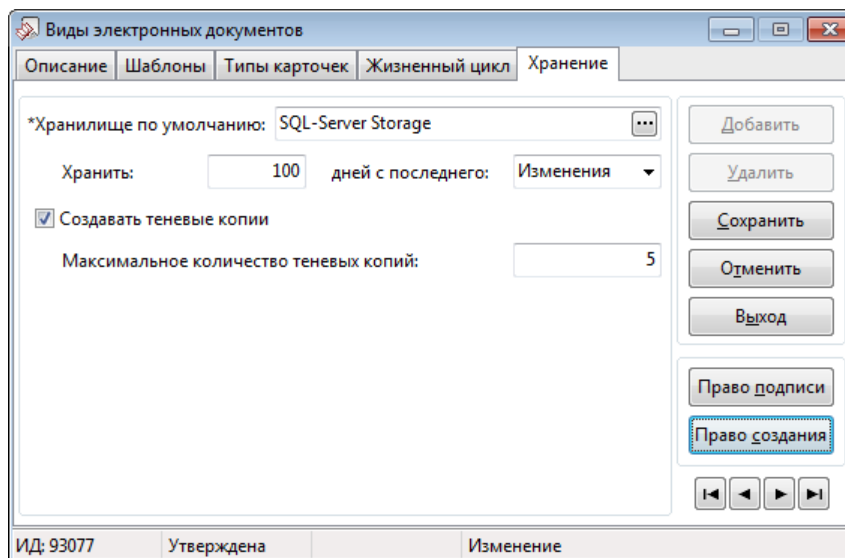 Виды электронных документов
Описание Шаблоны Типы карточек Жизненный цикл Хранение
*Хранилище по умолчанию: SQL-Server Storage ...
Хранить: 100 дней с последнего: Изменения
Создавать теневые копии
Максимальное количество теневых копий: 5
Добавить
Удалить
Сохранить
Отменить
Выход
Право подписи
Право создания
ИД: 93077 Утверждена Изменение